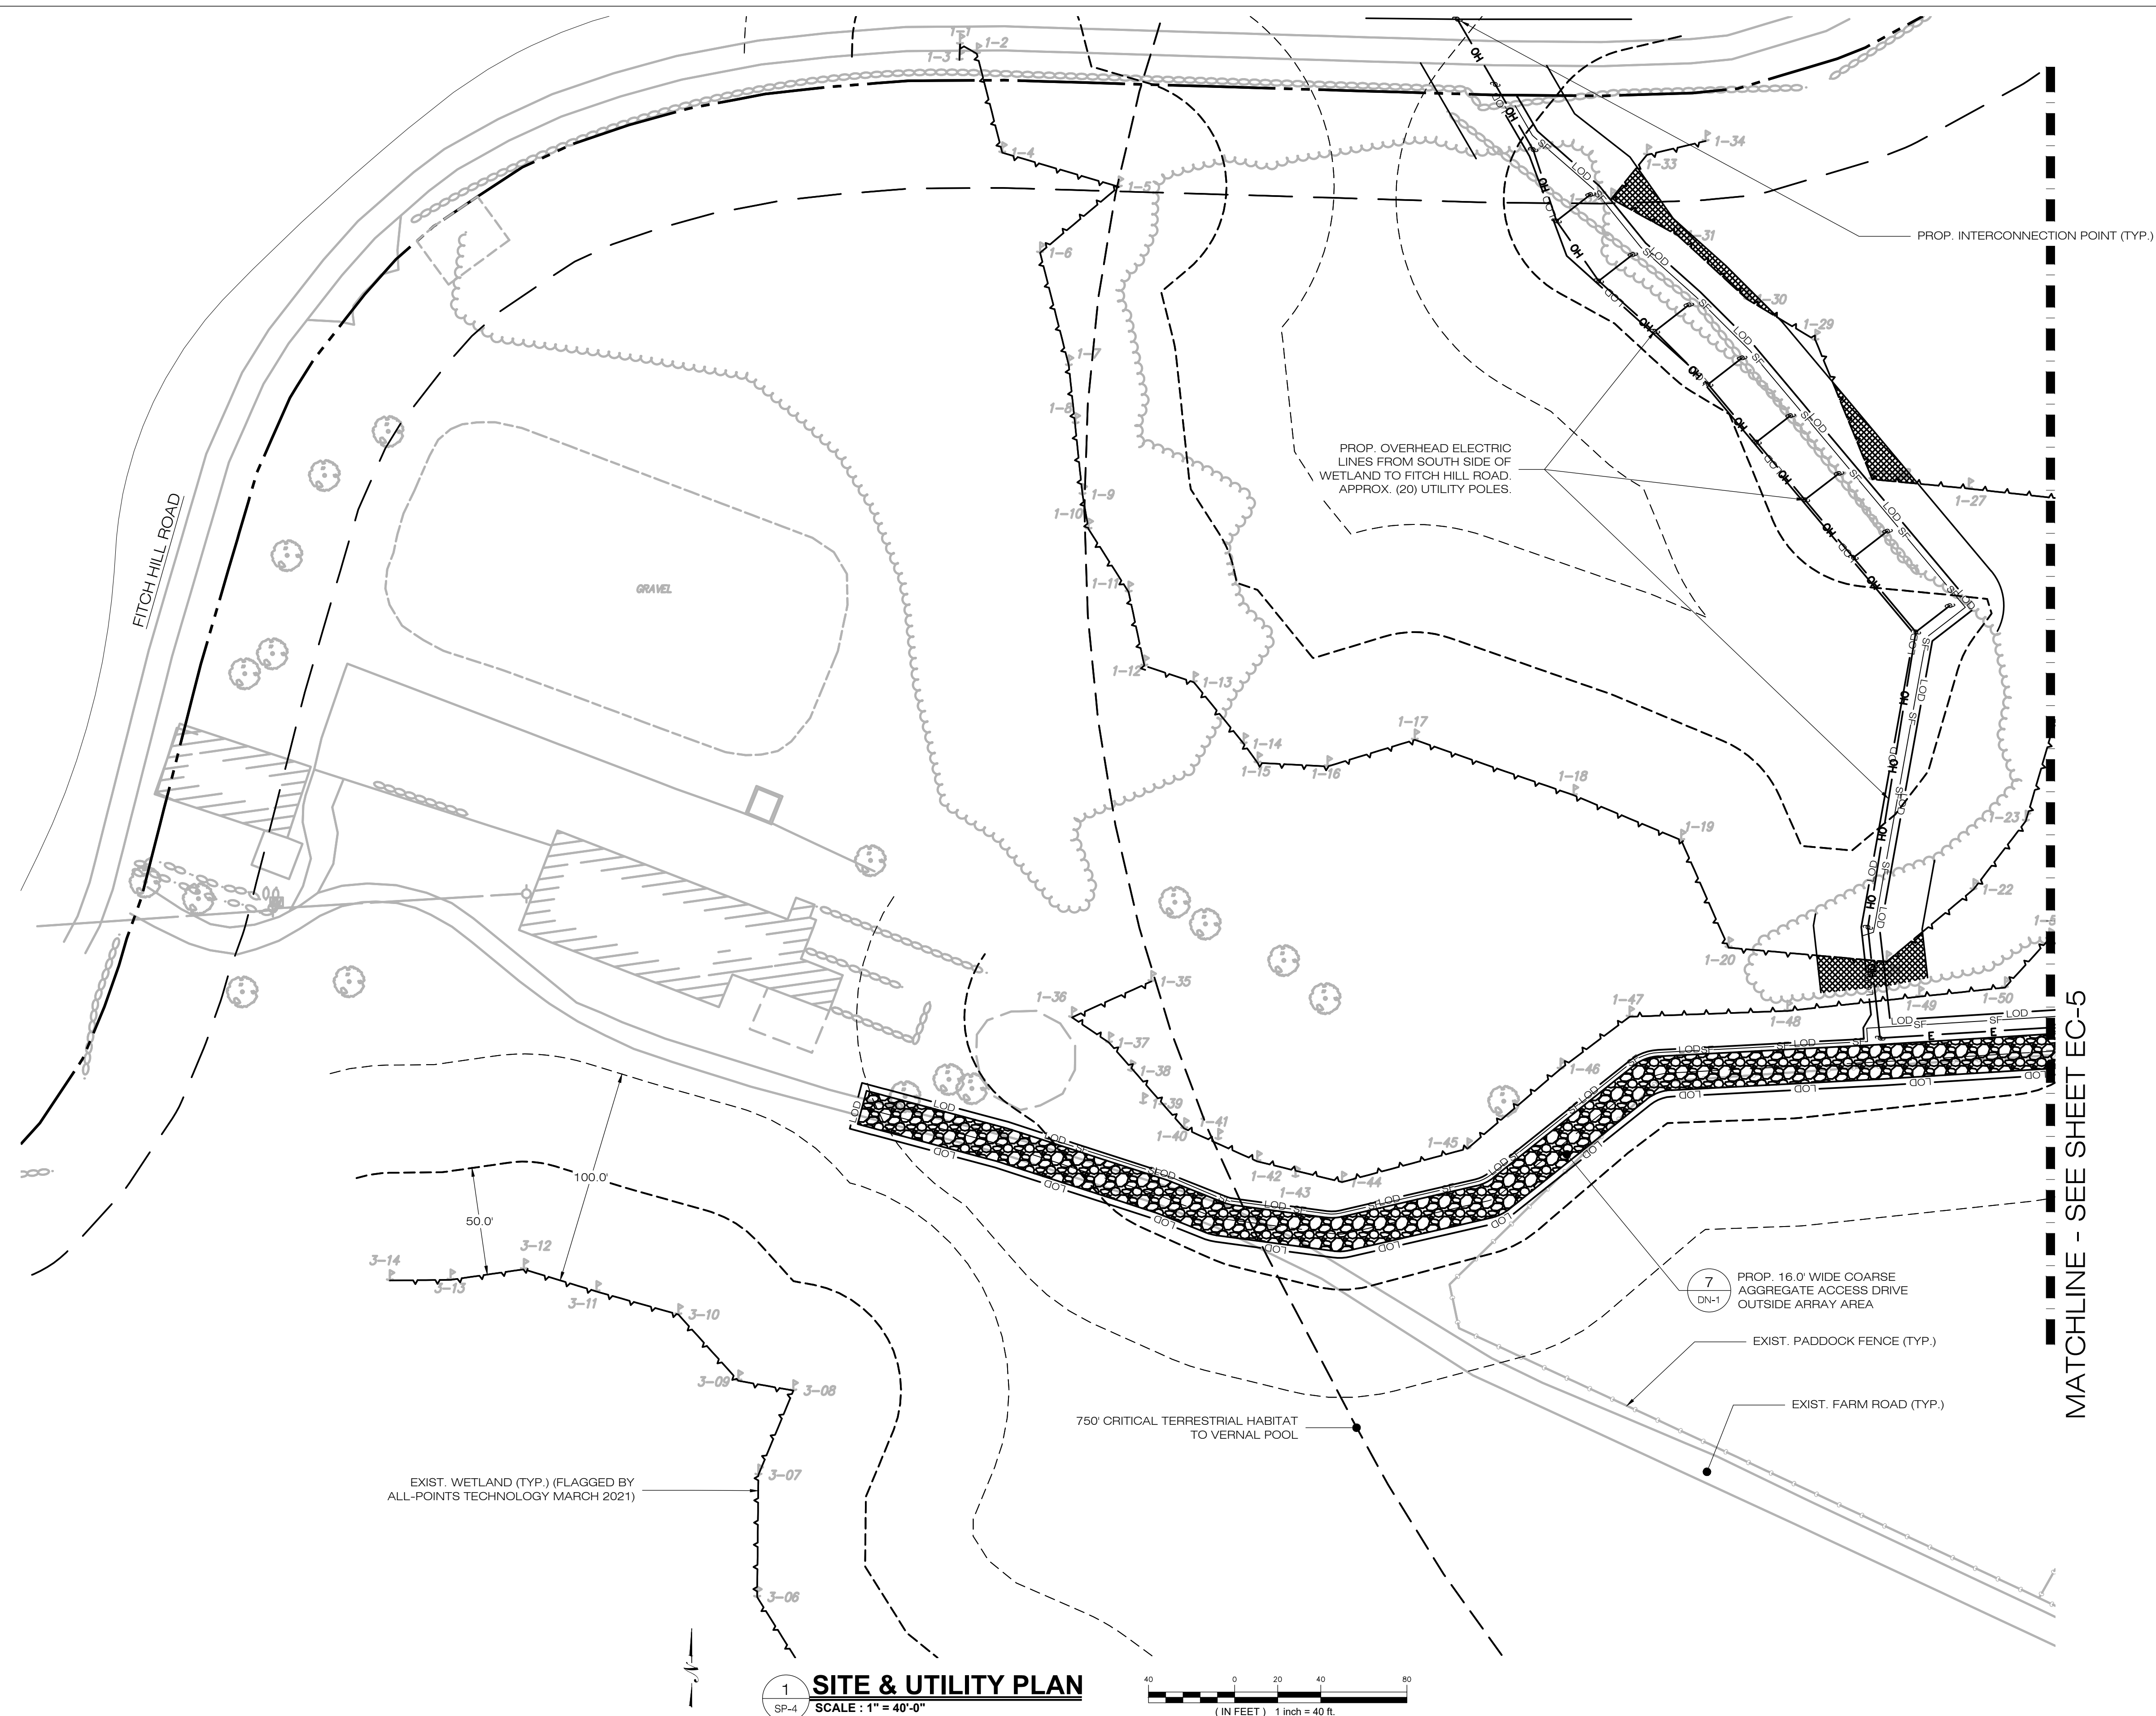 1-1
1-2
1-3
1-4
1-5
1-6
1-7
1-8
1-9
1-10
1-11
1-12
1-13
1-14
1-15
1-16
1-17
1-18
1-19
1-20
1-22
1-23
1-27
1-29
1-30
1-31
1-33
1-34
PROP. INTERCONNECTION POINT (TYP.)
PROP. OVERHEAD ELECTRIC
LINES FROM SOUTH SIDE OF
WETLAND TO FITCH HILL ROAD.
APPROX. (20) UTILITY POLES.
OH
LOD
SF
E
FITCH HILL ROAD
GRAVEL
1-35
1-36
1-37
1-38
1-39
1-40
1-41
1-42
1-43
1-44
1-45
1-46
1-47
1-48
1-49
1-50
MATCHLINE - SEE SHEET EC-5
100.0'
50.0'
3-14
3-13
3-12
3-11
3-10
3-09
3-08
3-07
3-06
7
DN-1
PROP. 16.0' WIDE COARSE
AGGREGATE ACCESS DRIVE
OUTSIDE ARRAY AREA
EXIST. PADDOCK FENCE (TYP.)
EXIST. FARM ROAD (TYP.)
750' CRITICAL TERRESTRIAL HABITAT
TO VERNAL POOL
EXIST. WETLAND (TYP.) (FLAGGED BY
ALL-POINTS TECHNOLOGY MARCH 2021)
N
1
SP-4
SITE & UTILITY PLAN
SCALE : 1" = 40'-0"
40 0 20 40 80
( IN FEET ) 1 inch = 40 ft.